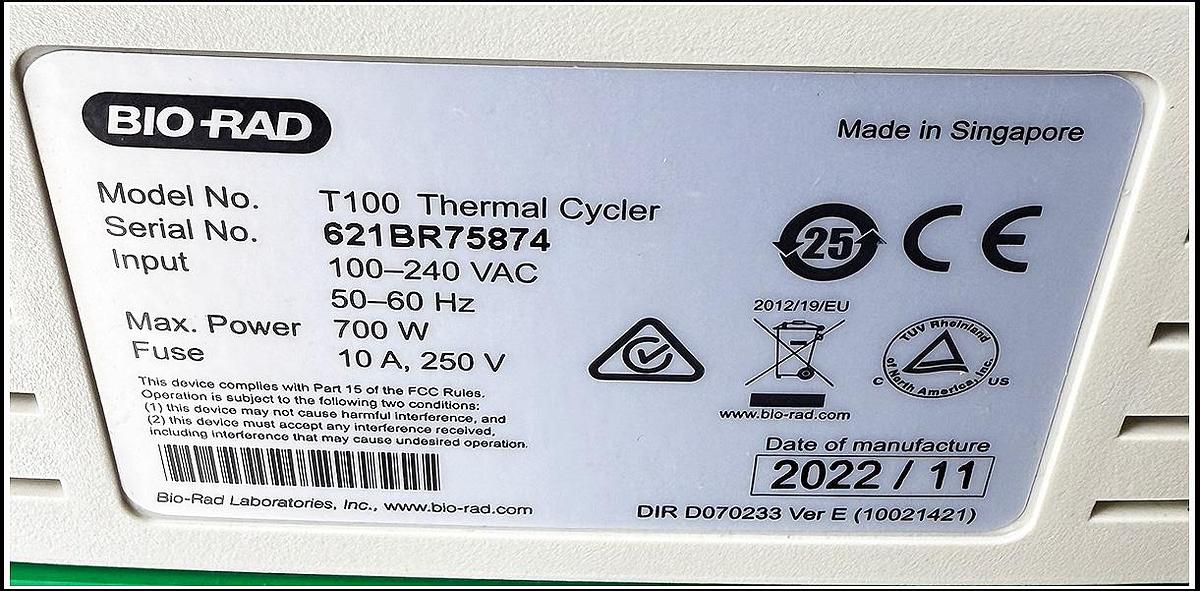 BIO-RAD
Made in Singapore
Model No. T100 Thermal Cycler
Serial No. 621BR75874
Input 100–240 VAC
50–60 Hz
Max. Power 700 W
Fuse 10 A, 250 V
25
CE
2012/19/EU
www.bio-rad.com
TUV Rheinland
of North America, Inc.
C US
This device complies with Part 15 of the FCC Rules.
Operation is subject to the following two conditions:
(1) this device may not cause harmful interference, and
(2) this device must accept any interference received,
including interference that may cause undesired operation.
Bio-Rad Laboratories, Inc., www.bio-rad.com
Date of manufacture
2022 / 11
DIR D070233 Ver E (10021421)